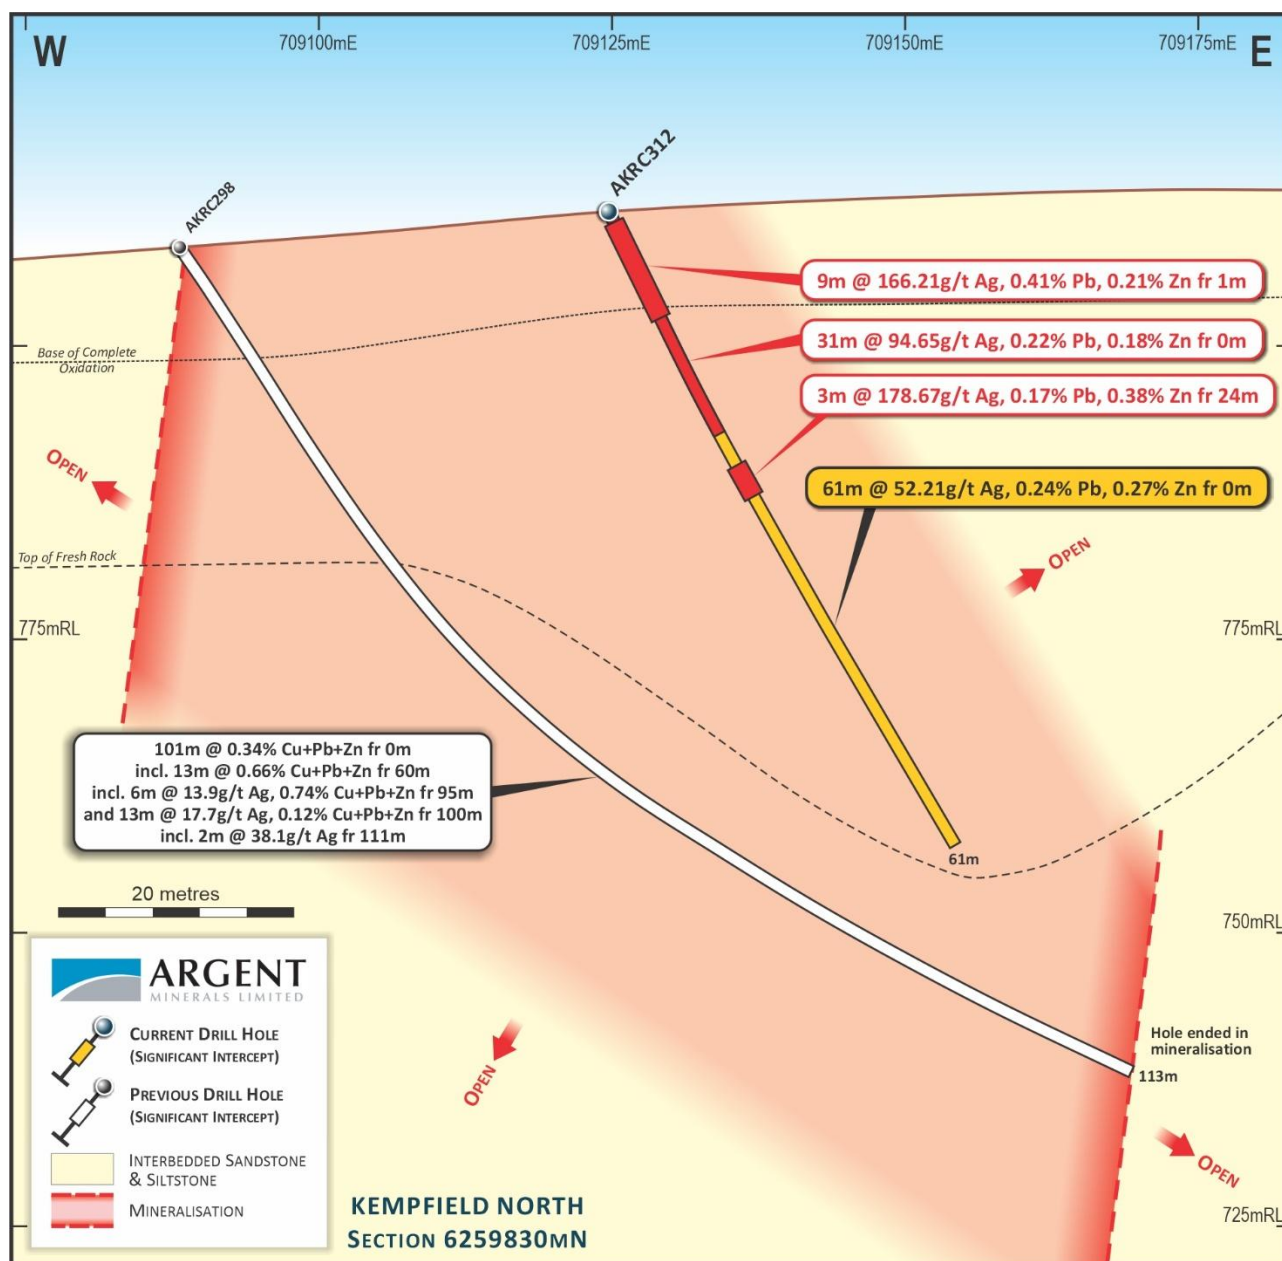 W
709100mE
709125mE
709150mE
709175mE
E
AKRC298
AKRC312
9m @ 166.21g/t Ag, 0.41% Pb, 0.21% Zn fr 1m
31m @ 94.65g/t Ag, 0.22% Pb, 0.18% Zn fr 0m
3m @ 178.67g/t Ag, 0.17% Pb, 0.38% Zn fr 24m
61m @ 52.21g/t Ag, 0.24% Pb, 0.27% Zn fr 0m
Base of Complete
Oxidation
OPEN
OPEN
Top of Fresh Rock
775mRL
775mRL
101m @ 0.34% Cu+Pb+Zn fr 0m
incl. 13m @ 0.66% Cu+Pb+Zn fr 60m
incl. 6m @ 13.9g/t Ag, 0.74% Cu+Pb+Zn fr 95m
and 13m @ 17.7g/t Ag, 0.12% Cu+Pb+Zn fr 100m
incl. 2m @ 38.1g/t Ag fr 111m
61m
20 metres
750mRL
ARGENT
MINERALS LIMITED
CURRENT DRILL HOLE
(SIGNIFICANT INTERCEPT)
PREVIOUS DRILL HOLE
(SIGNIFICANT INTERCEPT)
INTERBEDDED SANDSTONE
& SILTSTONE
MINERALISATION
OPEN
Hole ended in
mineralisation
113m
OPEN
KEMPFIELD NORTH
SECTION 6259830MN
725mRL